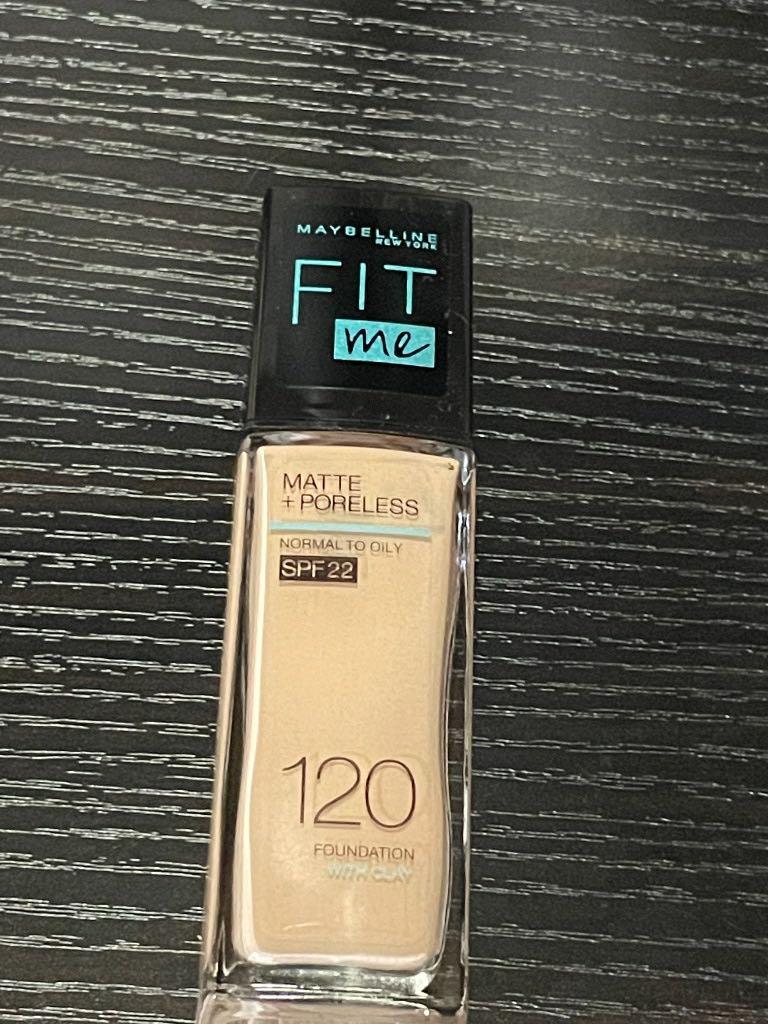 MAYBELLINE
NEW YORK
FIT
me
MATTE
+ PORELESS
NORMAL TO OILY
SPF 22
120
FOUNDATION
WITH CLAY